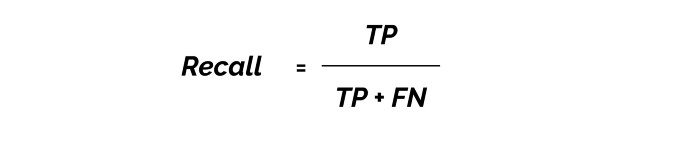 TP
Recall =
TP + FN